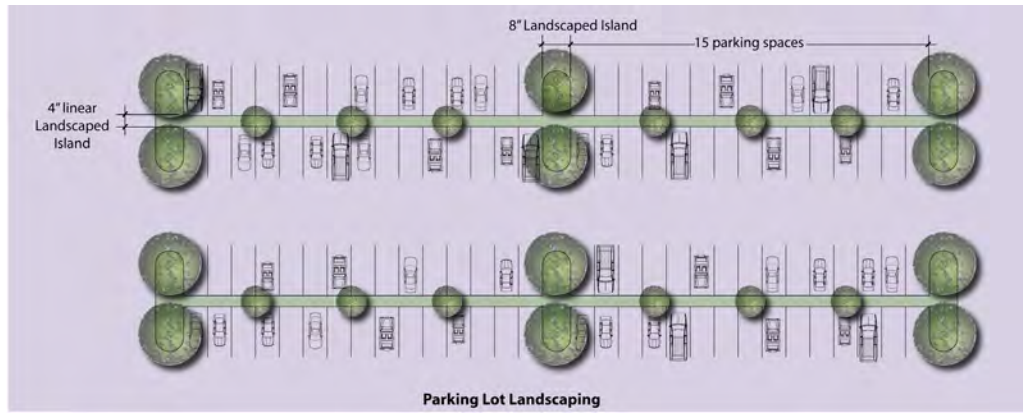 8" Landscaped Island
15 parking spaces
4" linear
Landscaped
Island
Parking Lot Landscaping